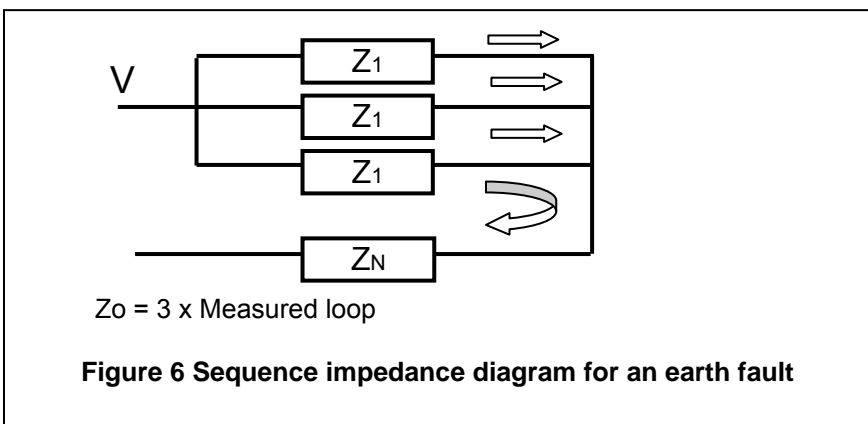 Z1
V
Z1
Z1
ZN
Zo = 3 x Measured loop
Figure 6 Sequence impedance diagram for an earth fault